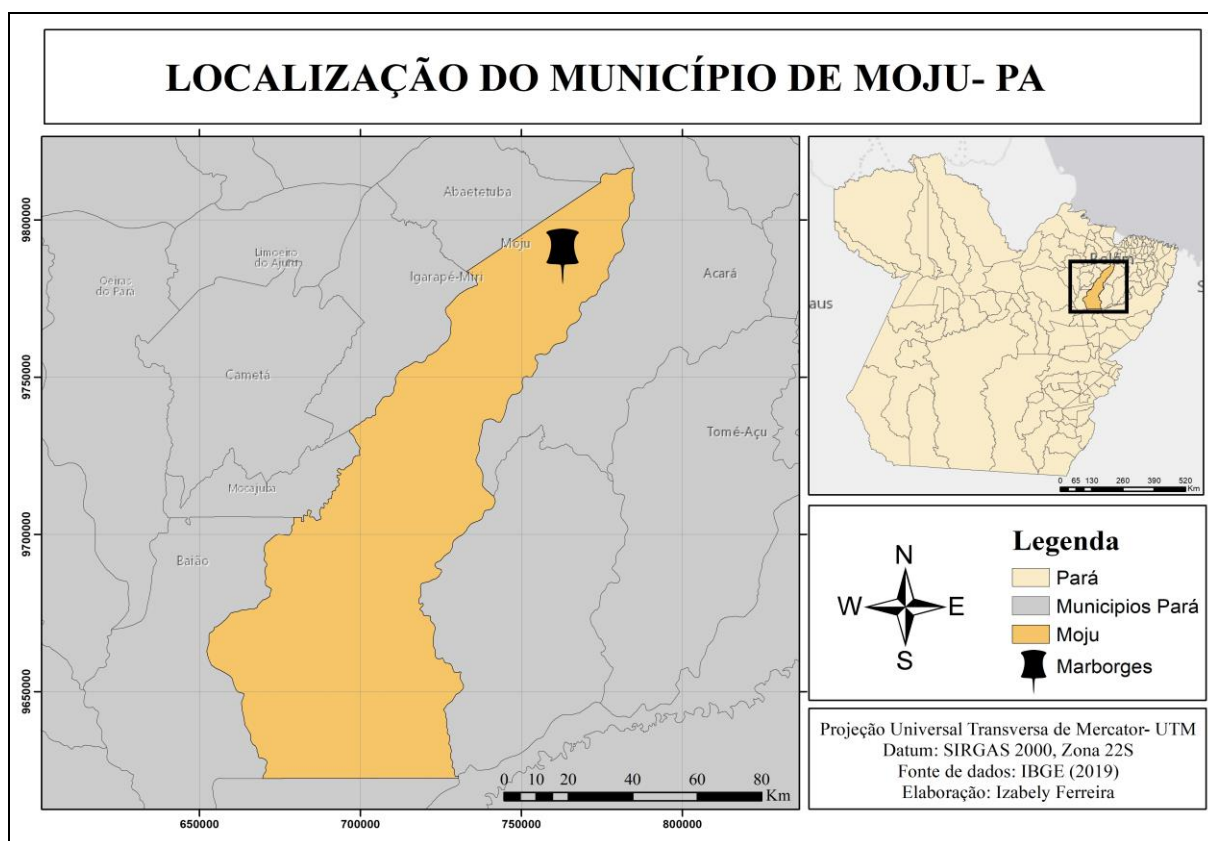 LOCALIZAÇÃO DO MUNICÍPIO DE MOJU- PA
Abaetetuba
Moju
Limoeiro
do Ajuru
Igarapé-Miri
Oeiras
do Pará
Acará
Cametá
Tomé-Açu
Mocajuba
Baião
9800000
9750000
9700000
9650000
650000
700000
750000
800000
0 10 20 40 60 80
Km
Belém
aus
S
0 65 130 260 390 520
Km
N
W
E
S
Legenda
Pará
Municipios Pará
Moju
Marborges
Projeção Universal Transversa de Mercator- UTM
Datum: SIRGAS 2000, Zona 22S
Fonte de dados: IBGE (2019)
Elaboração: Izabely Ferreira